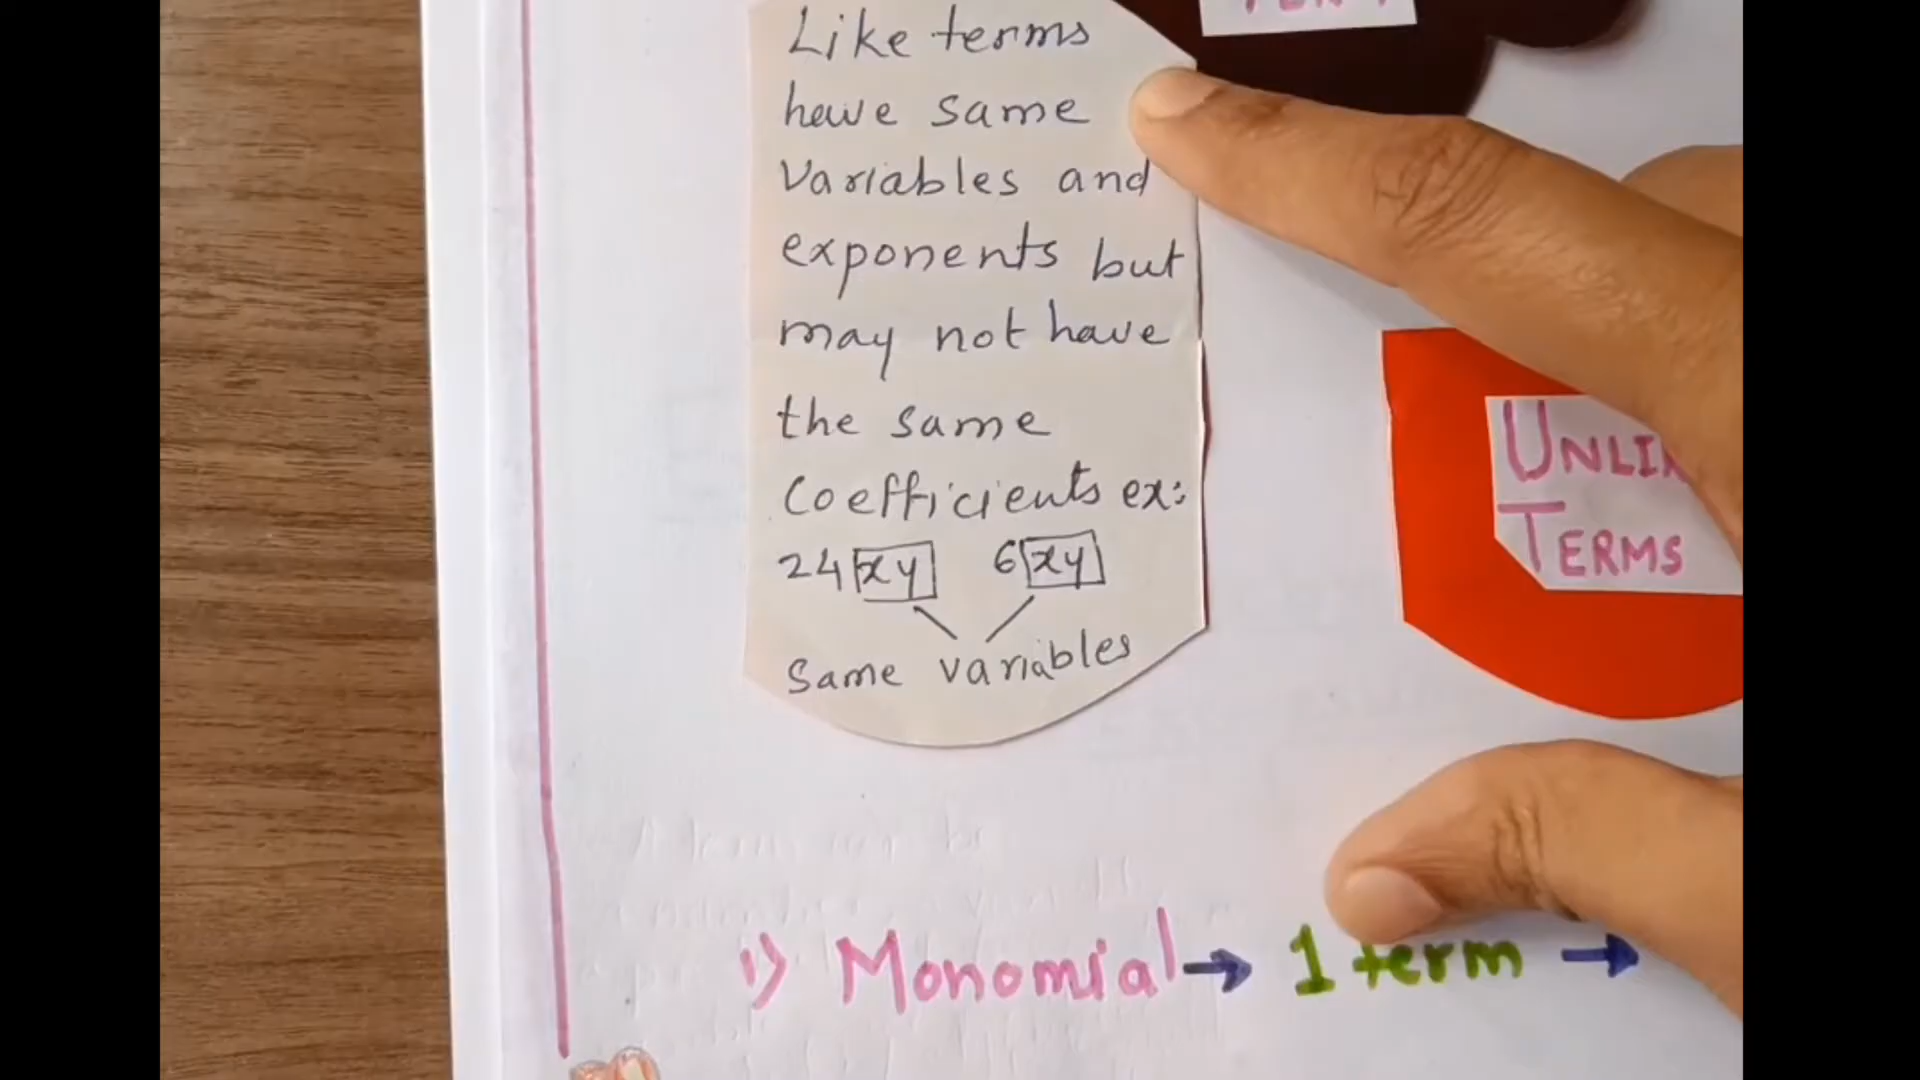 Like terms
have same
Variables and
exponents but
may not have
the same
Coefficients ex:
24 xy 6 xy
Same variables
UNLI
TERMS
1) Monomial → 1 term →